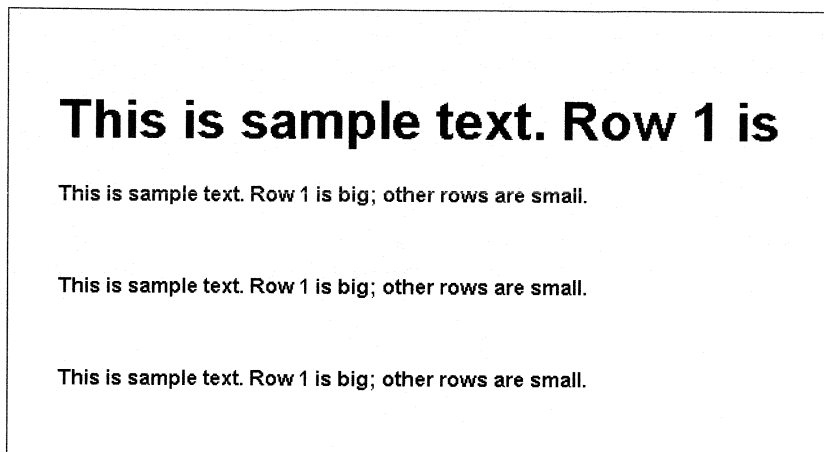 This is sample text. Row 1 is
This is sample text. Row 1 is big; other rows are small.
This is sample text. Row 1 is big; other rows are small.
This is sample text. Row 1 is big; other rows are small.